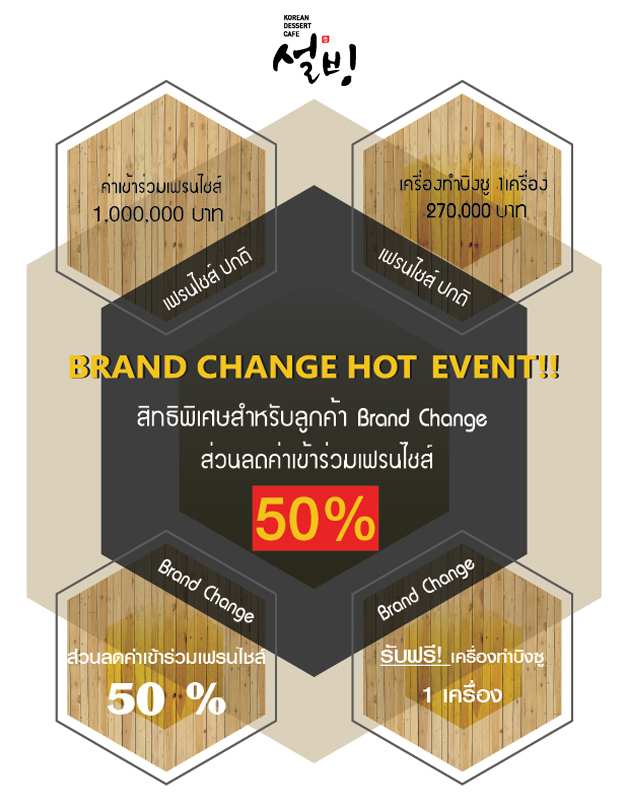 KOREAN
DESSERT
CAFE
설빙
ค่าเข้าร่วมเฟรนไชส์
1,000,000 บาท
เฟรนไชส์ ปกติ
เครื่องทำบิงซู 1เครื่อง
270,000 บาท
เฟรนไชส์ ปกติ
BRAND CHANGE HOT EVENT!!
สิทธิพิเศษสำหรับลูกค้า Brand Change
ส่วนลดค่าเข้าร่วมเฟรนไชส์
50%
Brand Change
ส่วนลดค่าเข้าร่วมเฟรนไชส์
50 %
Brand Change
รับฟรี! เครื่องทำบิงซู
1 เครื่อง